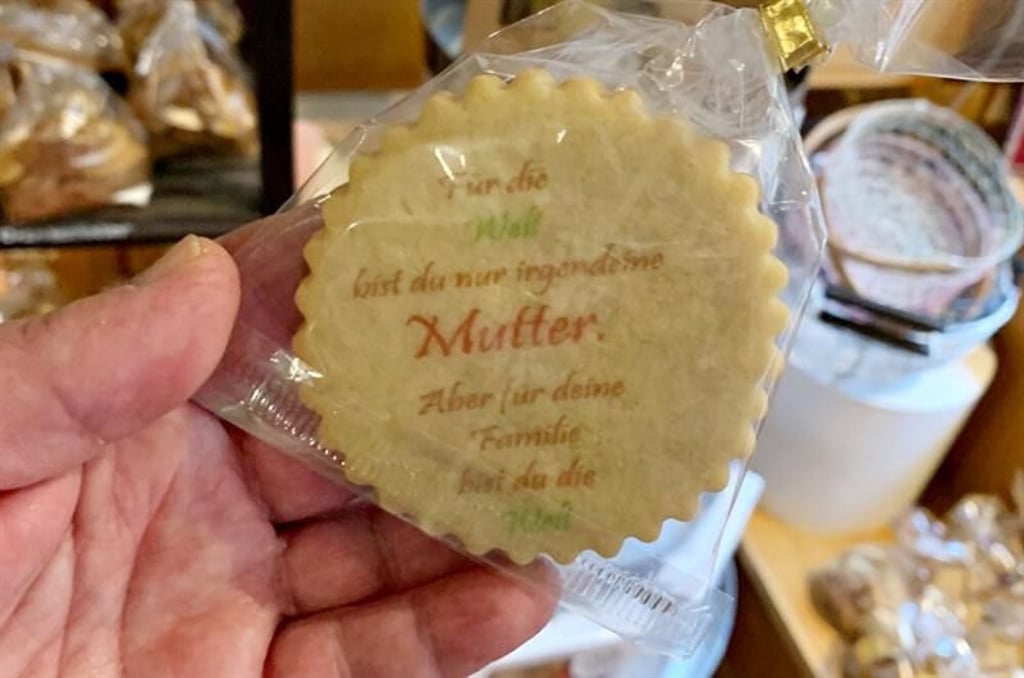 Für die
Welt
bist du nur irgendeine
Mutter.
Aber für deine
Familie
bist du die
Welt